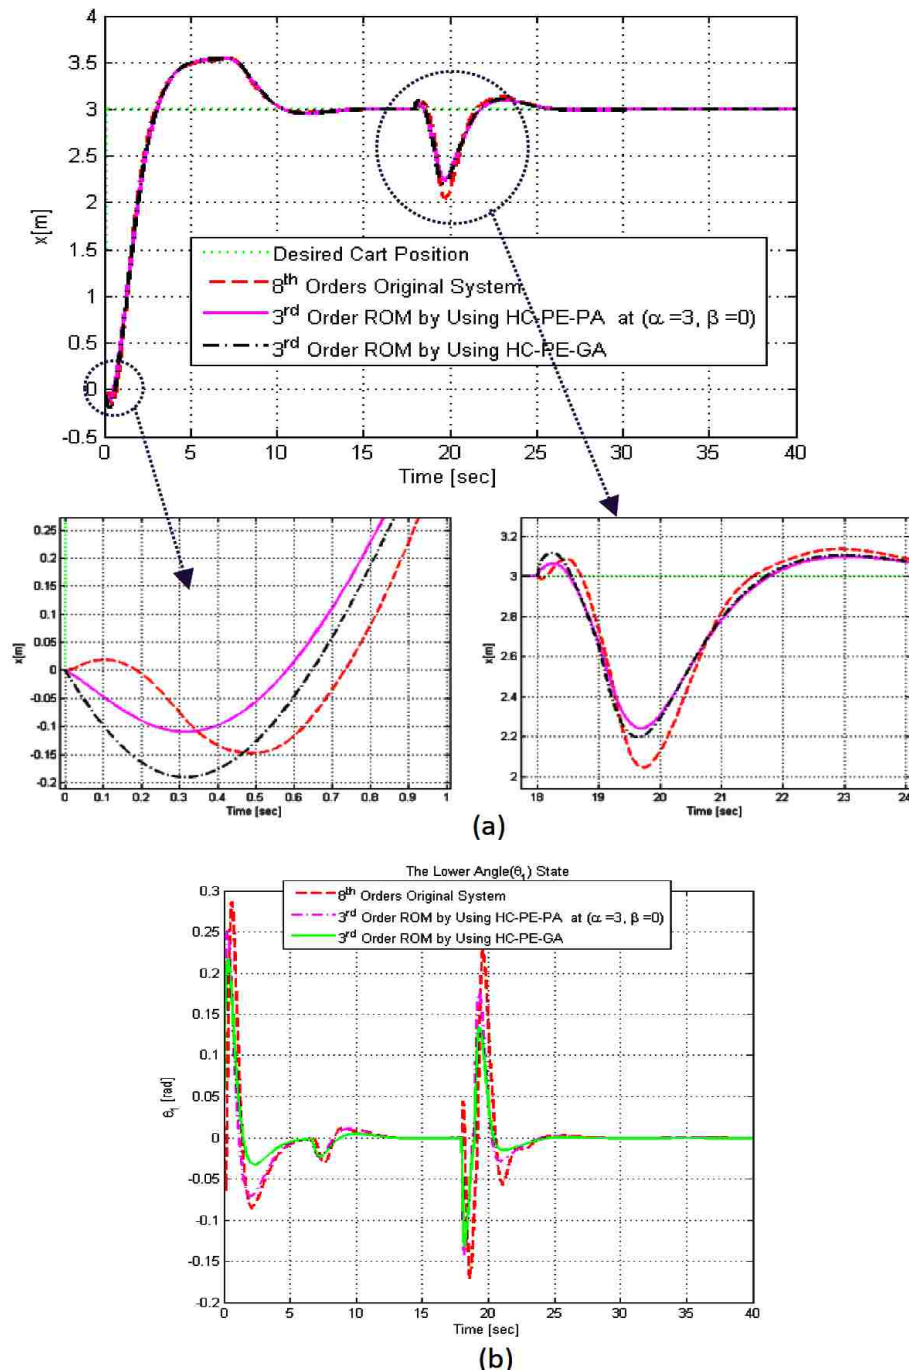 4
3.5
3
2.5
2
1.5
1
0.5
0
-0.5
x[m]
Desired Cart Position
8th Orders Original System
3rd Order ROM by Using HC-PE-PA at (α =3, β =0)
3rd Order ROM by Using HC-PE-GA
0 5 10 15 20 25 30 35 40
Time [sec]
0.25
0.2
0.15
0.1
0.05
0
-0.05
-0.1
-0.15
-0.2
x[m]
0 0.1 0.2 0.3 0.4 0.5 0.6 0.7 0.8 0.9 1
Time [sec]
3.2
3
2.8
2.6
2.4
2.2
2
x[m]
18 19 20 21 22 23 24
Time [sec]
(a)
The Lower Angle(θ1) State
8th Orders Original System
3rd Order ROM by Using HC-PE-PA at (α =3, β =0)
3rd Order ROM by Using HC-PE-GA
0.3
0.25
0.2
0.15
0.1
0.05
0
-0.05
-0.1
-0.15
-0.2
θ1 [rad]
0 5 10 15 20 25 30 35 40
Time [sec]
(b)